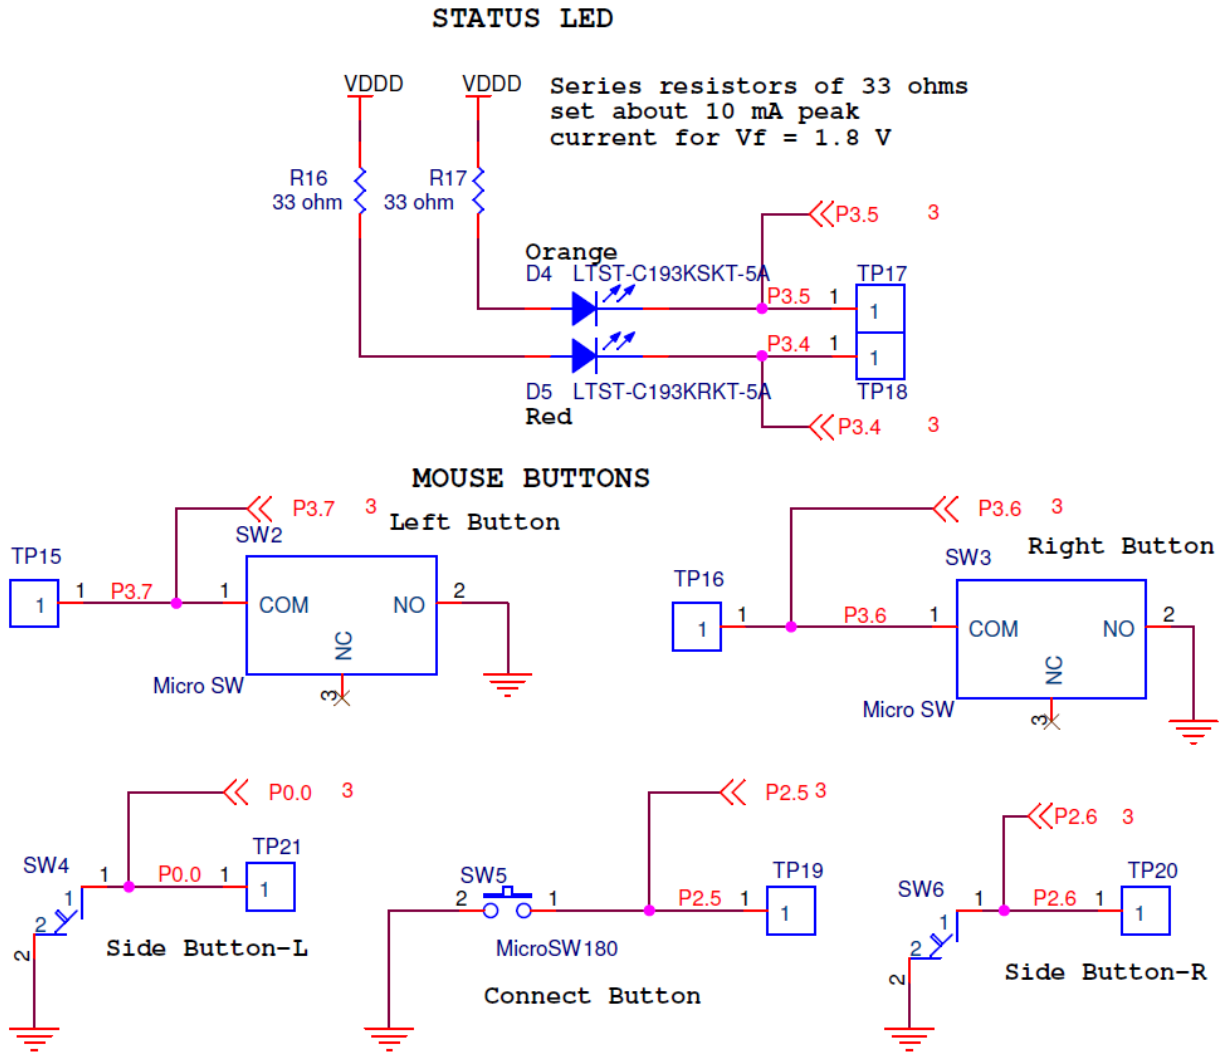 STATUS LED
VDDD
VDDD
Series resistors of 33 ohms
set about 10 mA peak
current for Vf = 1.8 V
R16
33 ohm
R17
33 ohm
P3.5 3
Orange
D4 LTST-C193KSKT-5A
TP17
P3.5 1
1
P3.4 1
1
D5 LTST-C193KRKT-5A
TP18
Red
P3.4 3
MOUSE BUTTONS
P3.7 3
Left Button
SW2
TP15
1
1
P3.7
1
COM
NO
2
NC
3
Micro SW
P3.6 3
Right Button
SW3
TP16
1
1
P3.6
1
COM
NO
2
NC
3
Micro SW
P0.0 3
SW4
1
P0.0
1
TP21
1
1
2
2
Side Button-L
P2.5 3
SW5
2
1
P2.5
1
TP19
1
MicroSW180
Connect Button
P2.6 3
SW6
1
P2.6
1
TP20
1
1
2
2
Side Button-R